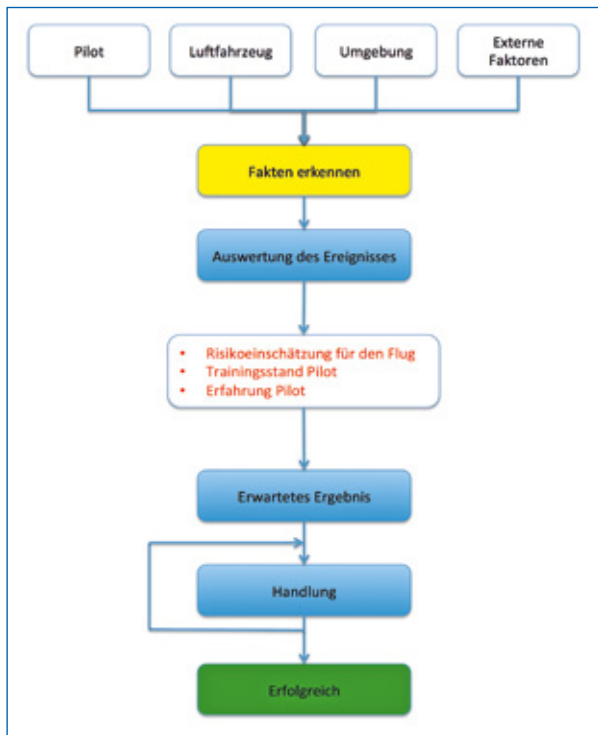 Pilot
Luftfahrzeug
Umgebung
Externe
Faktoren
Fakten erkennen
Auswertung des Ereignisses
• Risikoeinschätzung für den Flug
• Trainingsstand Pilot
• Erfahrung Pilot
Erwartetes Ergebnis
Handlung
Erfolgreich